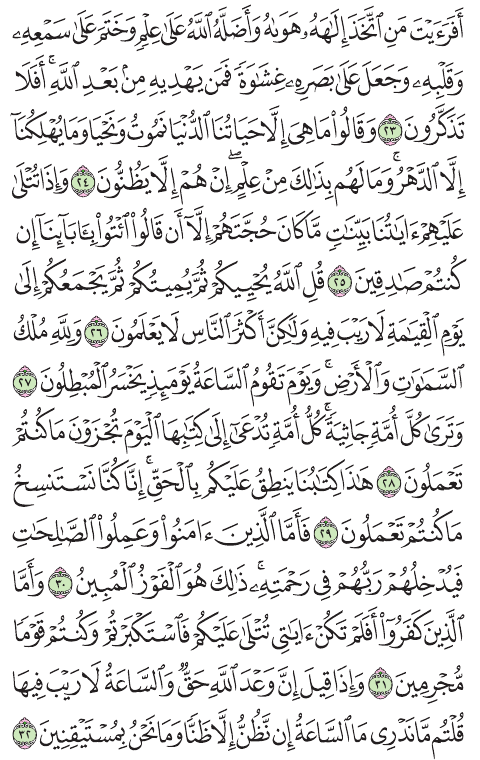 أَفَرَءَيْتَ مَنِ ٱتَّخَذَ إِلَٰهَهُۥ هَوَىٰهُ وَأَضَلَّهُ ٱللَّهُ عَلَىٰ عِلْمٍ وَخَتَمَ عَلَىٰ سَمْعِهِۦ
وَقَلْبِهِۦ وَجَعَلَ عَلَىٰ بَصَرِهِۦ غِشَٰوَةً فَمَن يَهْدِيهِ مِنۢ بَعْدِ ٱللَّهِ ۚ أَفَلَا
تَذَكَّرُونَ ٢٣ وَقَالُوا۟ مَا هِىَ إِلَّا حَيَاتُنَا ٱلدُّنْيَا نَمُوتُ وَنَحْيَا وَمَا يُهْلِكُنَآ
إِلَّا ٱلدَّهْرُ ۚ وَمَا لَهُم بِذَٰلِكَ مِنْ عِلْمٍ ۖ إِنْ هُمْ إِلَّا يَظُنُّونَ ٢٤ وَإِذَا تُتْلَىٰ
عَلَيْهِمْ ءَايَٰتُنَا بَيِّنَٰتٍ مَّا كَانَ حُجَّتَهُمْ إِلَّآ أَن قَالُوا۟ ٱئْتُوا۟ بِـَٔابَآئِنَآ إِن
كُنتُمْ صَٰدِقِينَ ٢٥ قُلِ ٱللَّهُ يُحْيِيكُمْ ثُمَّ يُمِيتُكُمْ ثُمَّ يَجْمَعُكُمْ إِلَىٰ
يَوْمِ ٱلْقِيَٰمَةِ لَا رَيْبَ فِيهِ وَلَٰكِنَّ أَكْثَرَ ٱلنَّاسِ لَا يَعْلَمُونَ ٢٦ وَلِلَّهِ مُلْكُ
ٱلسَّمَٰوَٰتِ وَٱلْأَرْضِ ۚ وَيَوْمَ تَقُومُ ٱلسَّاعَةُ يَوْمَئِذٍ يَخْسَرُ ٱلْمُبْطِلُونَ ٢٧
وَتَرَىٰ كُلَّ أُمَّةٍ جَاثِيَةً ۚ كُلُّ أُمَّةٍ تُدْعَىٰٓ إِلَىٰ كِتَٰبِهَا ٱلْيَوْمَ تُجْزَوْنَ مَا كُنتُمْ
تَعْمَلُونَ ٢٨ هَٰذَا كِتَٰبُنَا يَنطِقُ عَلَيْكُم بِٱلْحَقِّ ۚ إِنَّا كُنَّا نَسْتَنسِخُ
مَا كُنتُمْ تَعْمَلُونَ ٢٩ فَأَمَّا ٱلَّذِينَ ءَامَنُوا۟ وَعَمِلُوا۟ ٱلصَّٰلِحَٰتِ
فَيُدْخِلُهُمْ رَبُّهُمْ فِى رَحْمَتِهِۦ ۚ ذَٰلِكَ هُوَ ٱلْفَوْزُ ٱلْمُبِينُ ٣٠ وَأَمَّا
ٱلَّذِينَ كَفَرُوٓا۟ أَفَلَمْ تَكُنْ ءَايَٰتِى تُتْلَىٰ عَلَيْكُمْ فَٱسْتَكْبَرْتُمْ وَكُنتُمْ قَوْمًا
مُّجْرِمِينَ ٣١ وَإِذَا قِيلَ إِنَّ وَعْدَ ٱللَّهِ حَقٌّ وَٱلسَّاعَةُ لَا رَيْبَ فِيهَا
قُلْتُم مَّا نَدْرِى مَا ٱلسَّاعَةُ إِن نَّظُنُّ إِلَّا ظَنًّا وَمَا نَحْنُ بِمُسْتَيْقِنِينَ ٣٢